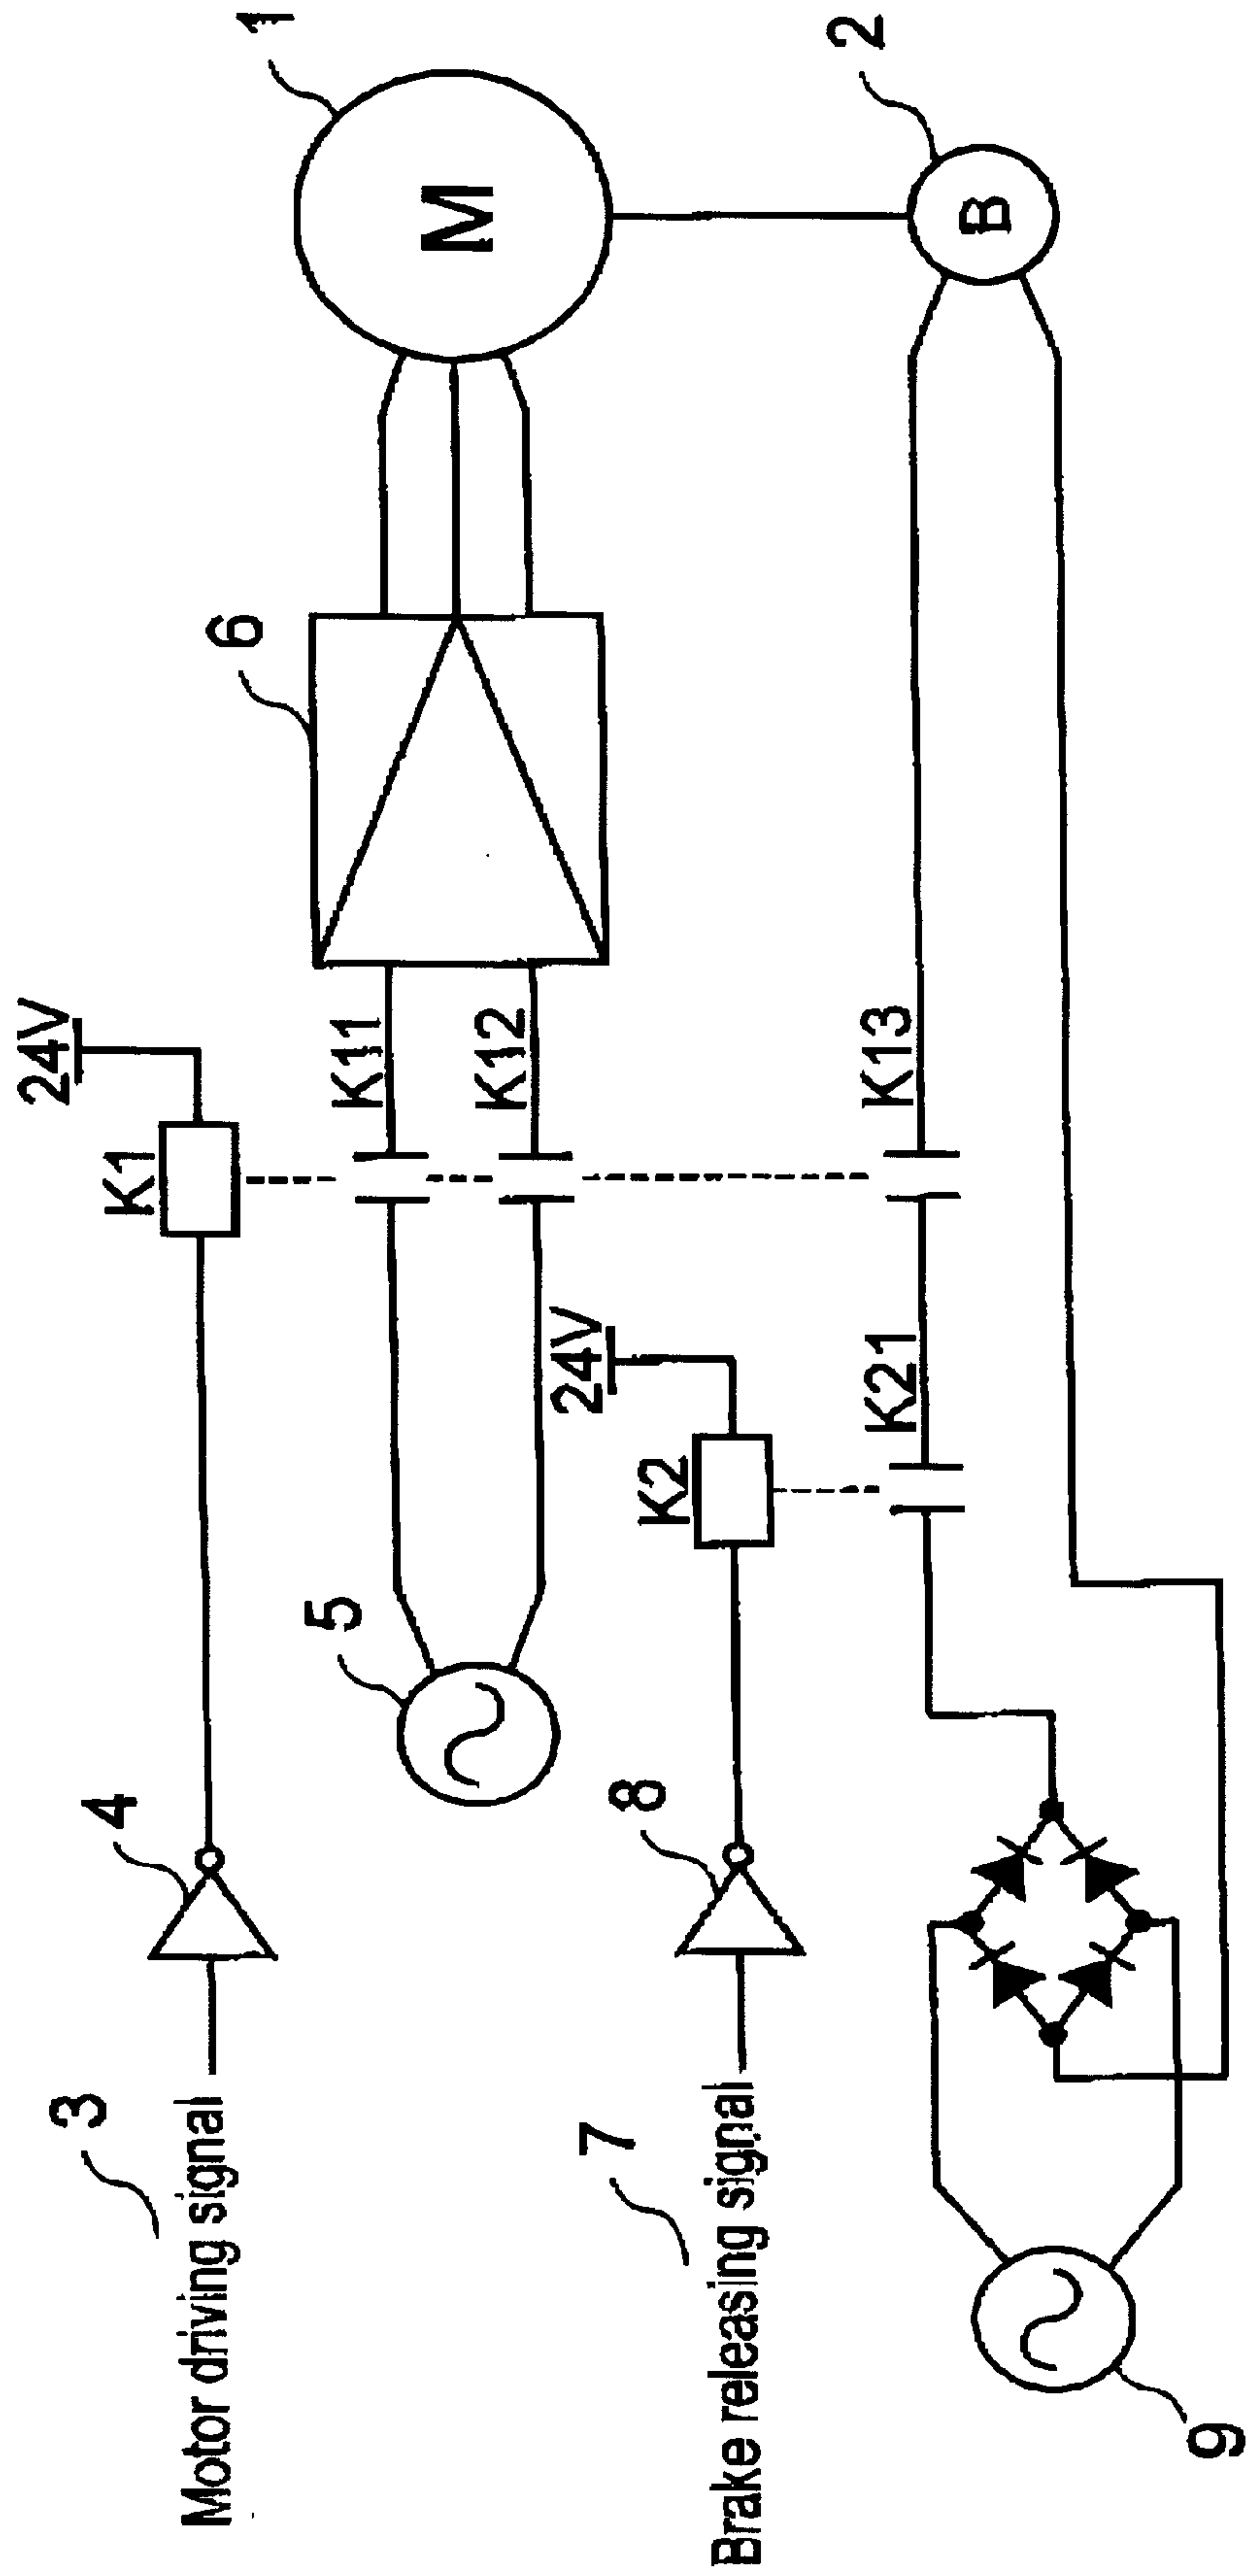 24V
K1
4
3
Motor driving signal
6
1
K11
K12
M
5
24V
K2
8
7
Brake releasing signal
K21
K13
2
B
9